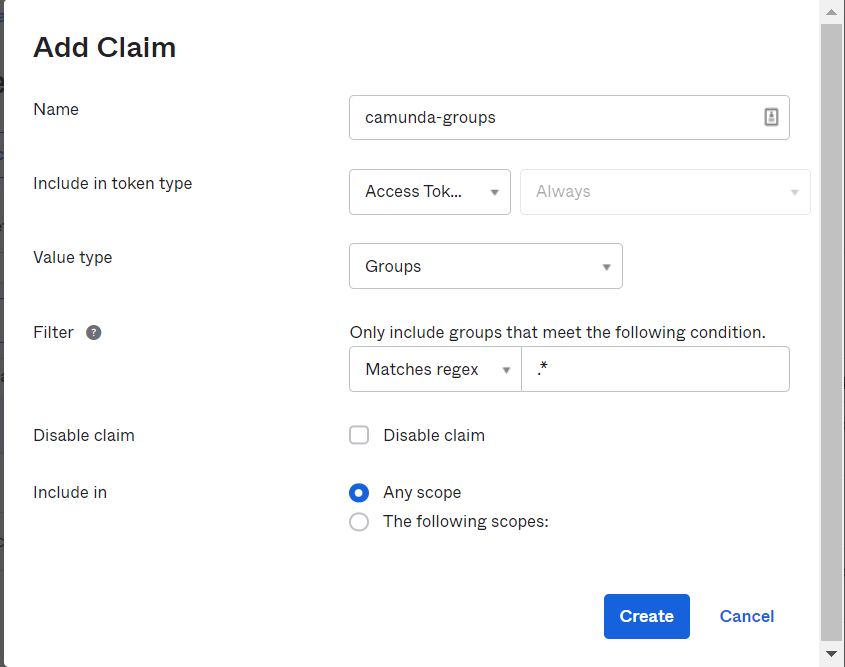 Add Claim
Name
camunda-groups
Include in token type
Access Tok...
Always
Value type
Groups
Filter ?
Only include groups that meet the following condition.
Matches regex
.*
Disable claim
Disable claim
Include in
Any scope
The following scopes:
Create
Cancel